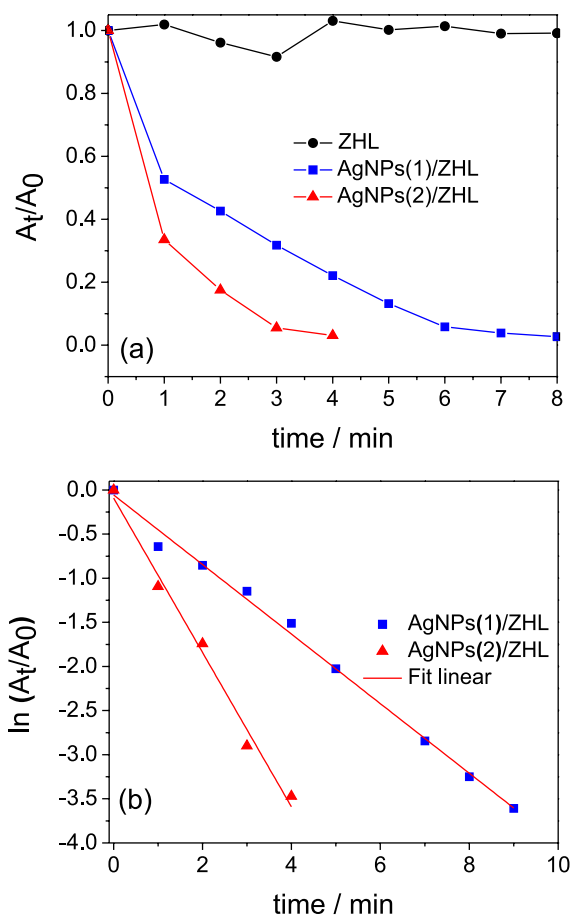 1.0
0.8
0.6
0.4
0.2
0.0
A_t/A_0
ZHL
AgNPs(1)/ZHL
AgNPs(2)/ZHL
(a)
0 1 2 3 4 5 6 7 8
time / min
0.0
-0.5
-1.0
-1.5
-2.0
-2.5
-3.0
-3.5
-4.0
ln (A_t/A_0)
AgNPs(1)/ZHL
AgNPs(2)/ZHL
Fit linear
(b)
0 2 4 6 8 10
time / min